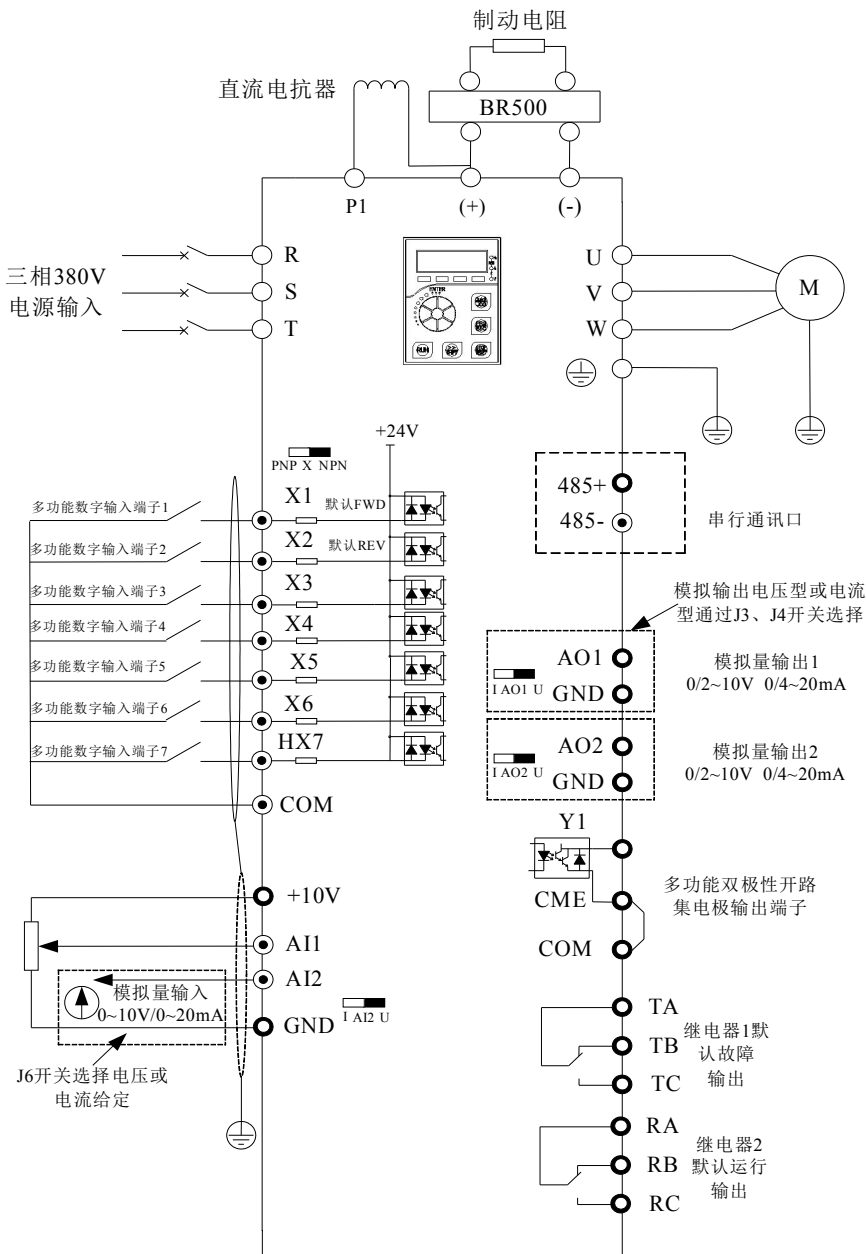 制动电阻
直流电抗器
BR500
P1
(+)
(-)
三相380V
电源输入
R
S
T
U
V
W
M
+24V
PNP X NPN
多功能数字输入端子1
X1
默认FWD
多功能数字输入端子2
X2
默认REV
多功能数字输入端子3
X3
多功能数字输入端子4
X4
多功能数字输入端子5
X5
多功能数字输入端子6
X6
多功能数字输入端子7
HX7
COM
485+
485-
串行通讯口
模拟输出电压型或电流
型通过J3、J4开关选择
AO1
I AO1 U
GND
模拟量输出1
0/2~10V 0/4~20mA
AO2
I AO2 U
GND
模拟量输出2
0/2~10V 0/4~20mA
Y1
CME
COM
多功能双极性开路
集电极输出端子
+10V
AI1
AI2
模拟量输入
0~10V/0~20mA
GND
I AI2 U
J6开关选择电压或
电流给定
TA
TB
TC
继电器1默
认故障
输出
RA
RB
RC
继电器2
默认运行
输出